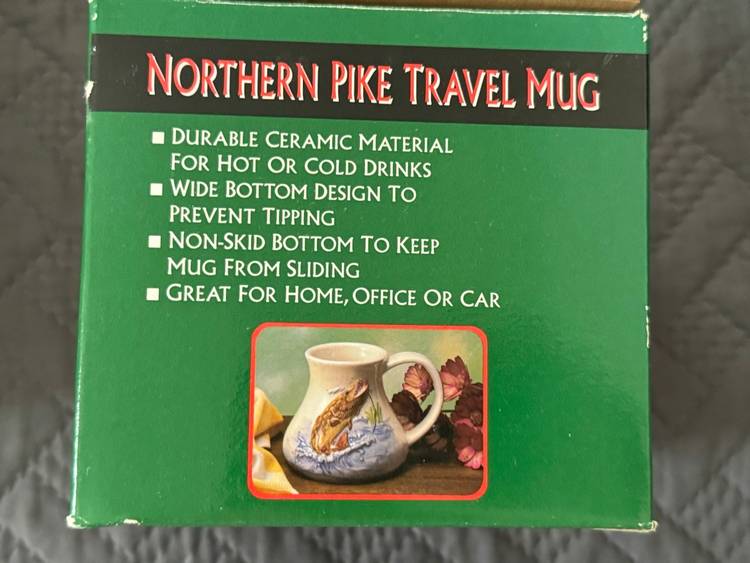 NORTHERN PIKE TRAVEL MUG
■ DURABLE CERAMIC MATERIAL
FOR HOT OR COLD DRINKS
■ WIDE BOTTOM DESIGN TO
PREVENT TIPPING
■ NON-SKID BOTTOM TO KEEP
MUG FROM SLIDING
■ GREAT FOR HOME, OFFICE OR CAR